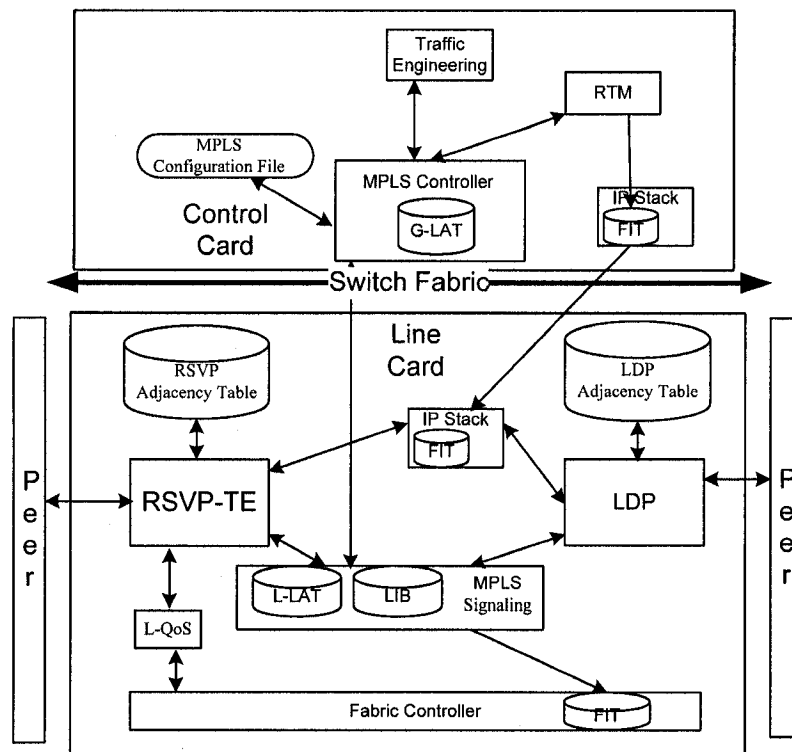 Traffic
Engineering
RTM
MPLS
Configuration File
MPLS Controller
G-LAT
Control
Card
IP Stack
FIT
Switch Fabric
Line
Card
RSVP
Adjacency Table
LDP
Adjacency Table
IP Stack
FIT
Peer
RSVP-TE
LDP
Peer
L-LAT
LIB
MPLS
Signaling
L-QoS
Fabric Controller
FIT